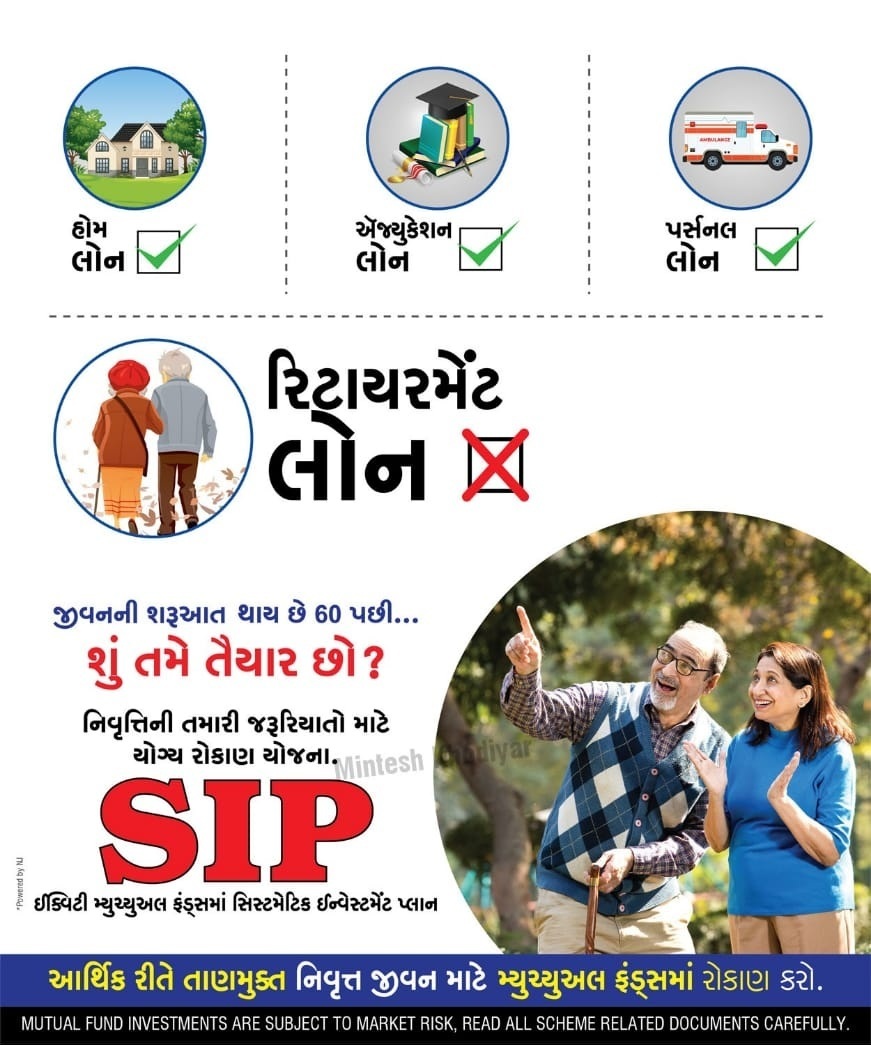 હોમ
લોન
ઍજ્યુકેશન
લોન
પર્સનલ
લોન
AMBULANCE
રિટાયરમેંટ
લોન
જીવનની શરૂઆત થાય છે 60 પછી...
શું તમે તૈયાર છો?
નિવૃત્તિની તમારી જરૂરિયાતો માટે
યોગ્ય રોકાણ યોજના.
SIP
ઈક્વિટી મ્યુચ્યુઅલ ફંડ્સમાં સિસ્ટમેટિક ઈન્વેસ્ટમેંટ પ્લાન
Mintesh
*Powered by NJ
આર્થિક રીતે તાણમુક્ત નિવૃત્ત જીવન માટે મ્યુચ્યુઅલ ફંડ્સમાં રોકાણ કરો.
MUTUAL FUND INVESTMENTS ARE SUBJECT TO MARKET RISK, READ ALL SCHEME RELATED DOCUMENTS CAREFULLY.